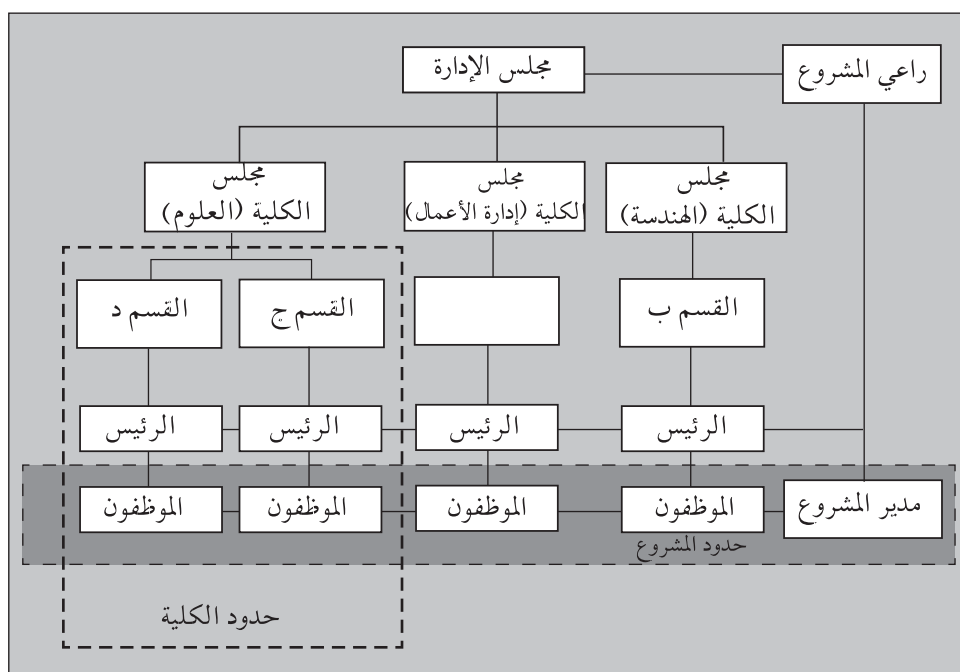 راعي المشروع
مجلس الإدارة
مجلس
الكلية (الهندسة)
مجلس
الكلية (إدارة الأعمال)
مجلس
الكلية (العلوم)
القسم ب
القسم ج
القسم د
الرئيس
الرئيس
الرئيس
الرئيس
مدير المشروع
الموظفون
الموظفون
الموظفون
الموظفون
حدود المشروع
حدود الكلية